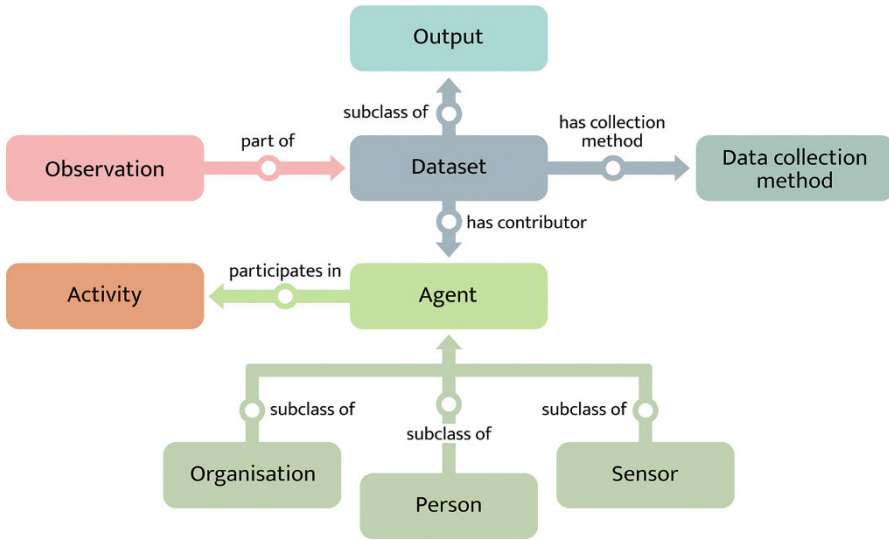 Output
subclass of
has collection
method
part of
Observation
Dataset
Data collection
method
has contributor
participates in
Activity
Agent
subclass of
subclass of
subclass of
Organisation
Person
Sensor